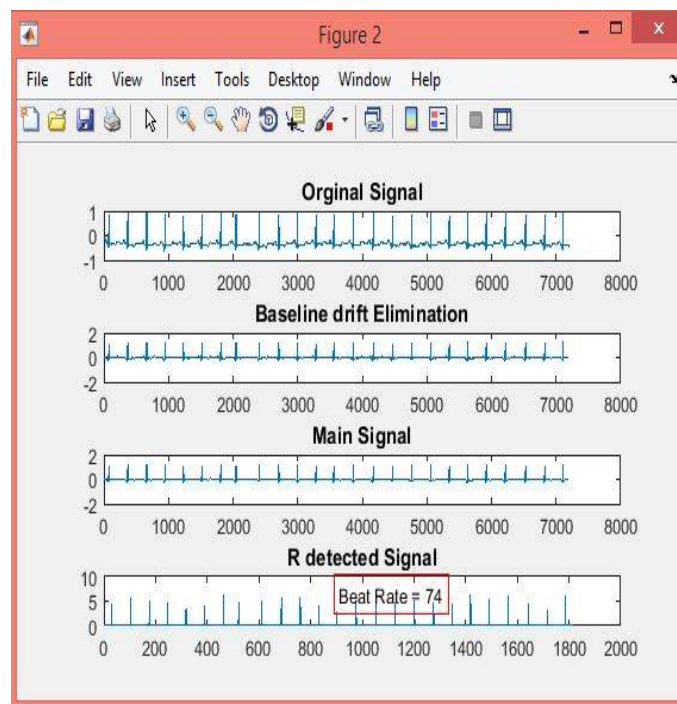 Figure 2
File Edit View Insert Tools Desktop Window Help
Orginal Signal
1
0
-1
0 1000 2000 3000 4000 5000 6000 7000 8000
Baseline drift Elimination
2
0
-2
0 1000 2000 3000 4000 5000 6000 7000 8000
Main Signal
2
0
-2
0 1000 2000 3000 4000 5000 6000 7000 8000
R detected Signal
10
Beat Rate = 74
5
0
0 200 400 600 800 1000 1200 1400 1600 1800 2000